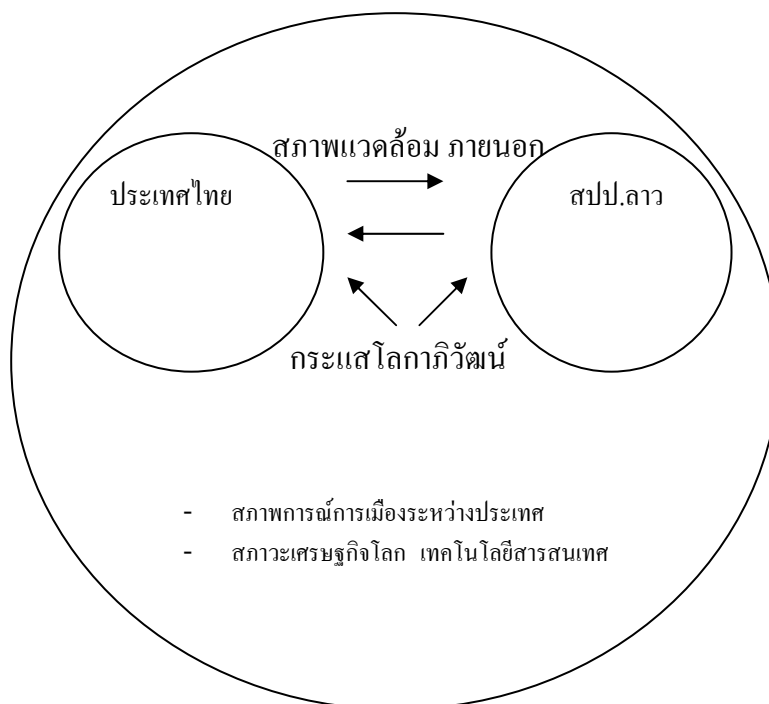 สภาพแวดล้อม ภายนอก
ประเทศไทย
สปป.ลาว
กระแสโลกาภิวัฒน์
- สภาพการณ์การเมืองระหว่างประเทศ
- สภาวะเศรษฐกิจโลก เทคโนโลยีสารสนเทศ